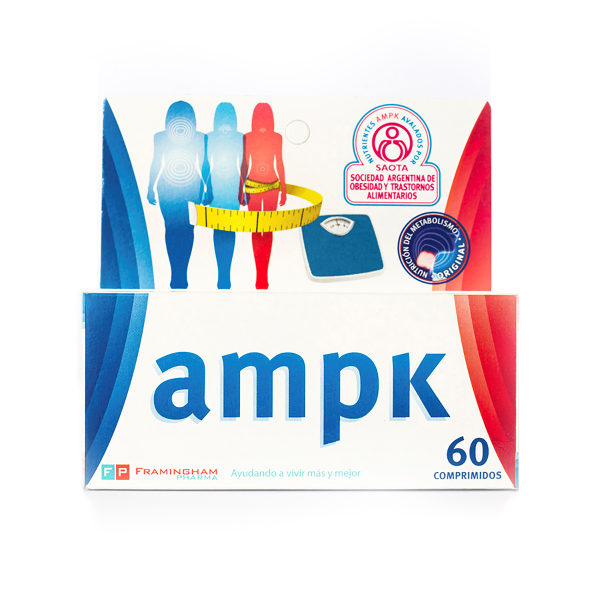 NUTRIENTES AMPK AVALADOS POR
SAOTA
SOCIEDAD ARGENTINA DE
OBESIDAD Y TRASTORNOS
ALIMENTARIOS
NUTRICIÓN DEL METABOLISMO
ORIGINAL
ampk
60
COMPRIMIDOS
FP FRAMINGHAM
PHARMA
Ayudando a vivir más y mejor